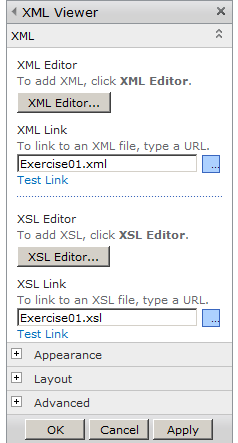 XML Viewer
XML
XML Editor
To add XML, click XML Editor.
XML Editor...
XML Link
To link to an XML file, type a URL.
Exercise01.xml
...
Test Link
XSL Editor
To add XSL, click XSL Editor.
XSL Editor...
XSL Link
To link to an XSL file, type a URL.
Exercise01.xsl
...
Test Link
Appearance
Layout
Advanced
OK Cancel Apply